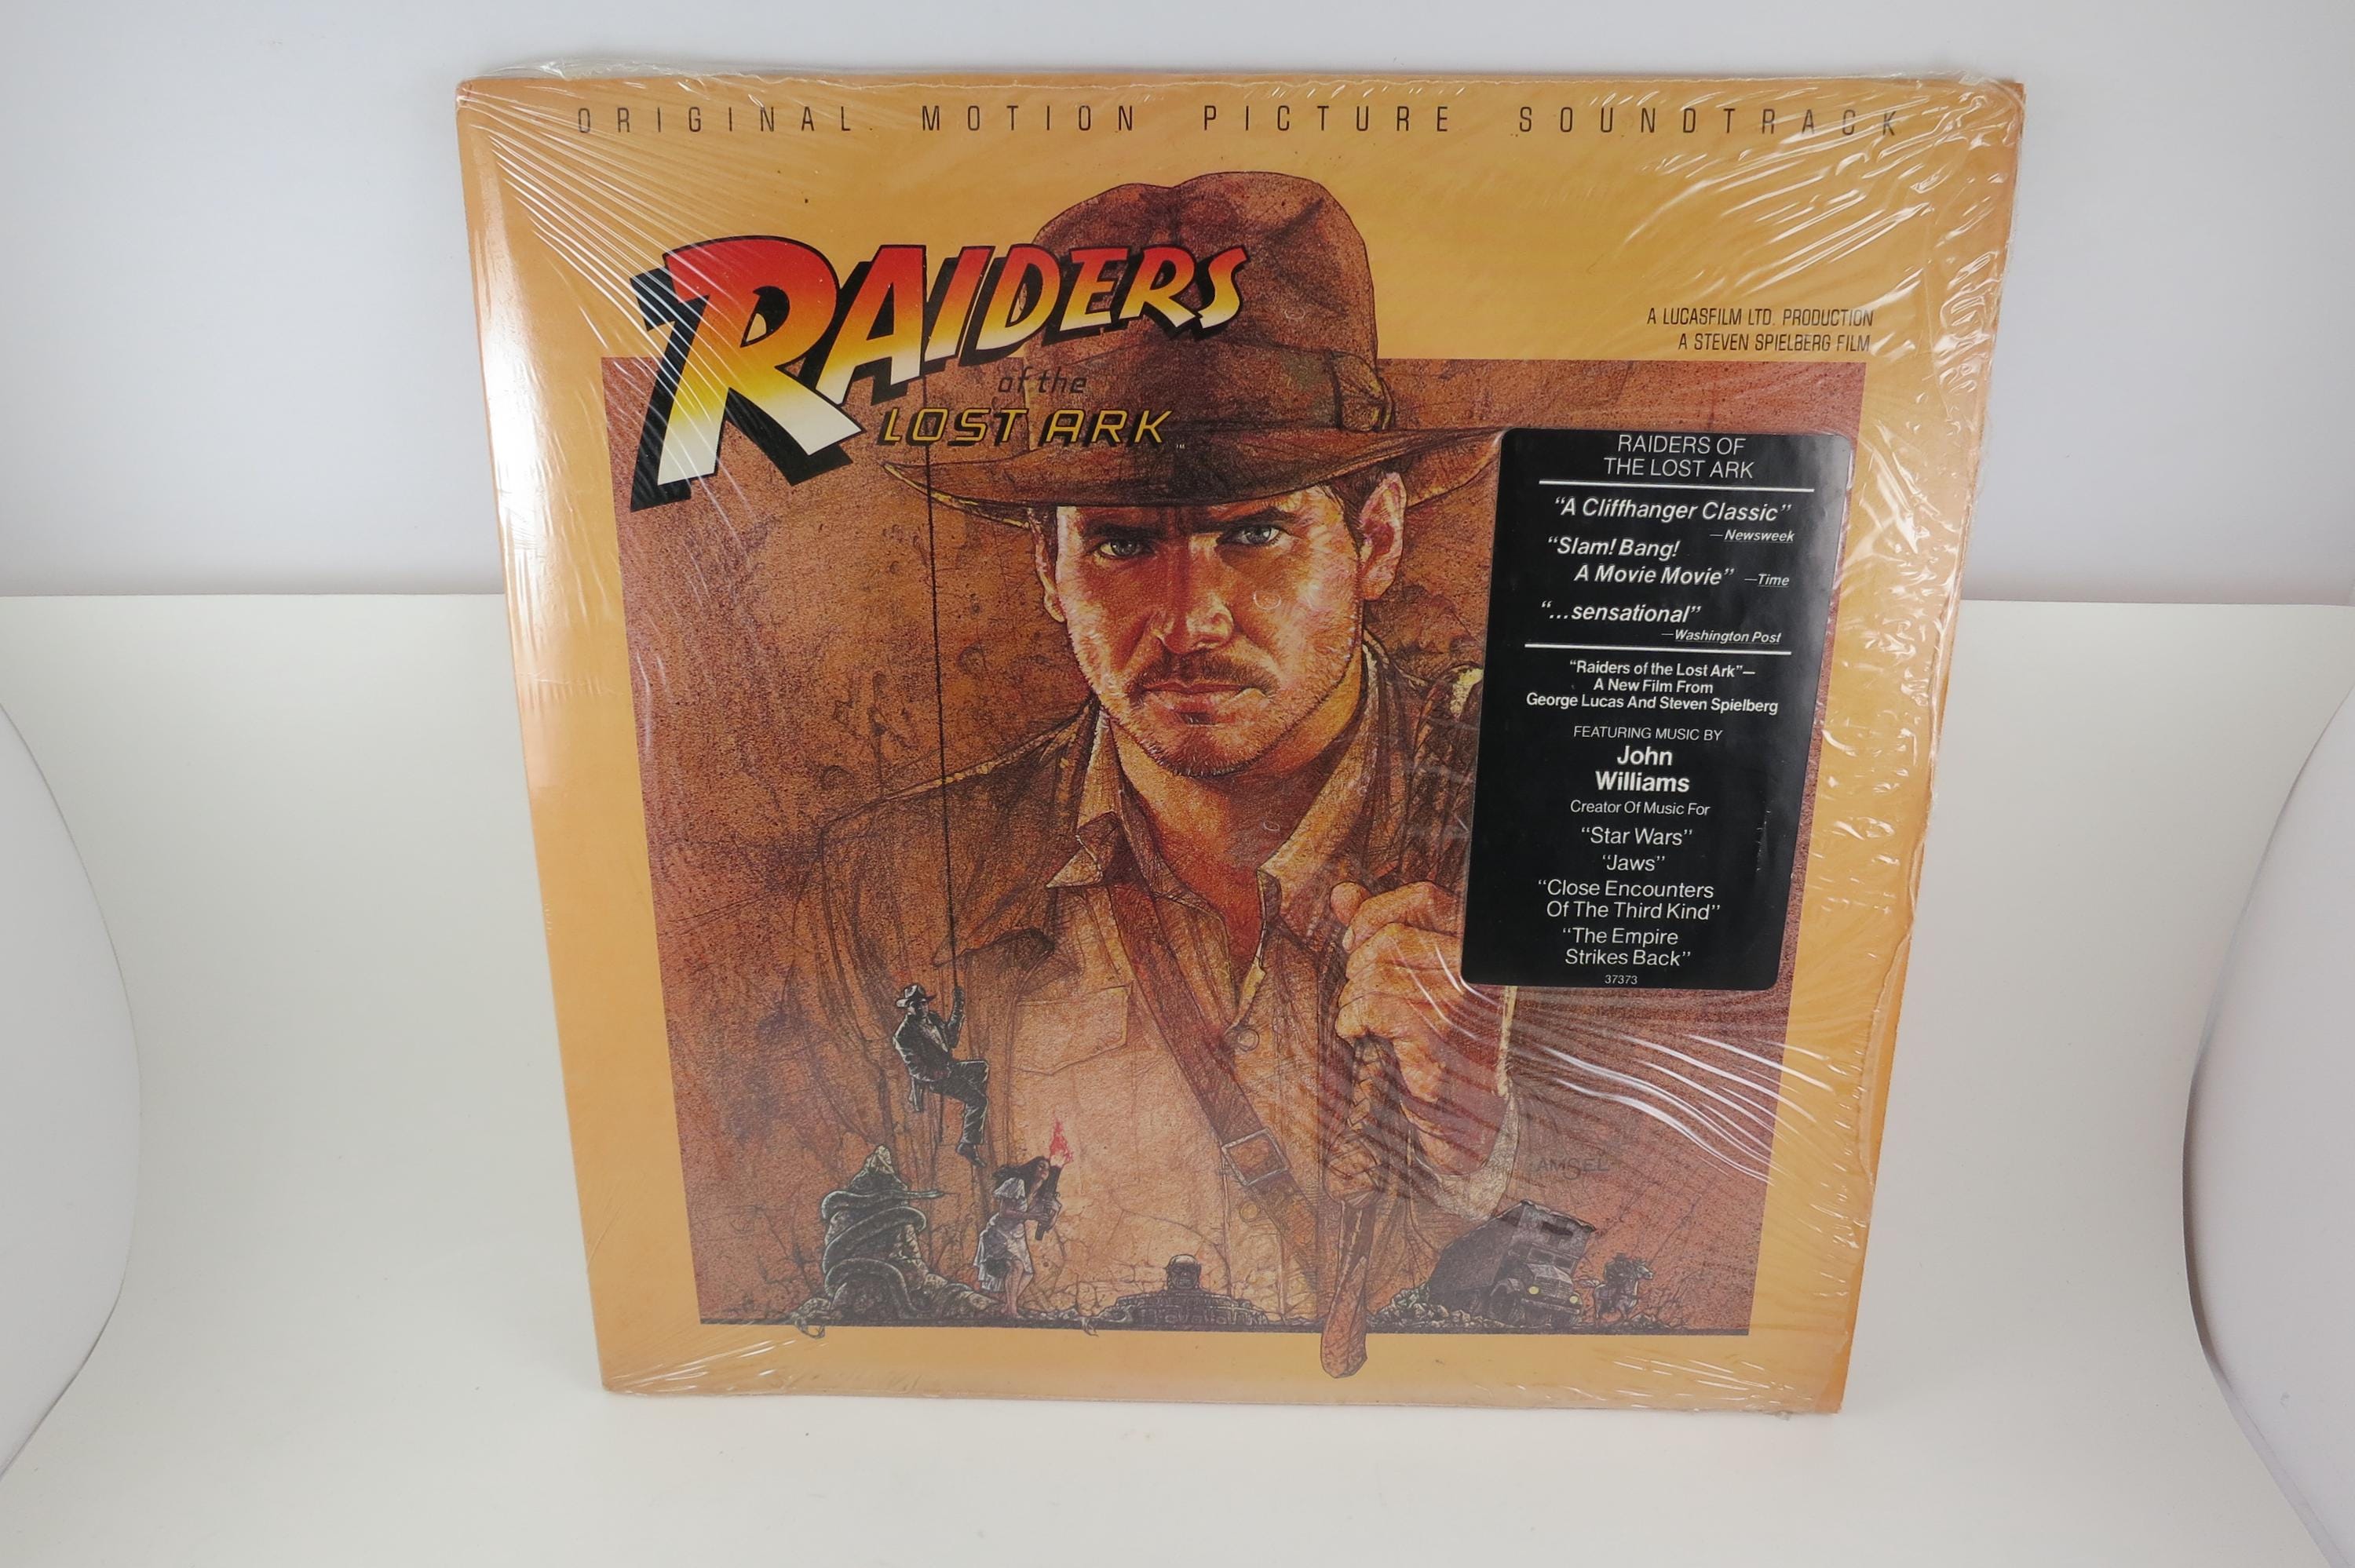 ORIGINAL MOTION PICTURE SOUNDTRACK
RAIDERS
of the
LOST ARK
TM
A LUCASFILM LTD. PRODUCTION
A STEVEN SPIELBERG FILM
RAIDERS OF
THE LOST ARK
“A Cliffhanger Classic”
—Newsweek
“Slam! Bang!
A Movie Movie” —Time
“...sensational”
—Washington Post
“Raiders of the Lost Ark”—
A New Film From
George Lucas And Steven Spielberg
FEATURING MUSIC BY
John
Williams
Creator Of Music For
“Star Wars”
“Jaws”
“Close Encounters
Of The Third Kind”
“The Empire
Strikes Back”
37373
AMSEL